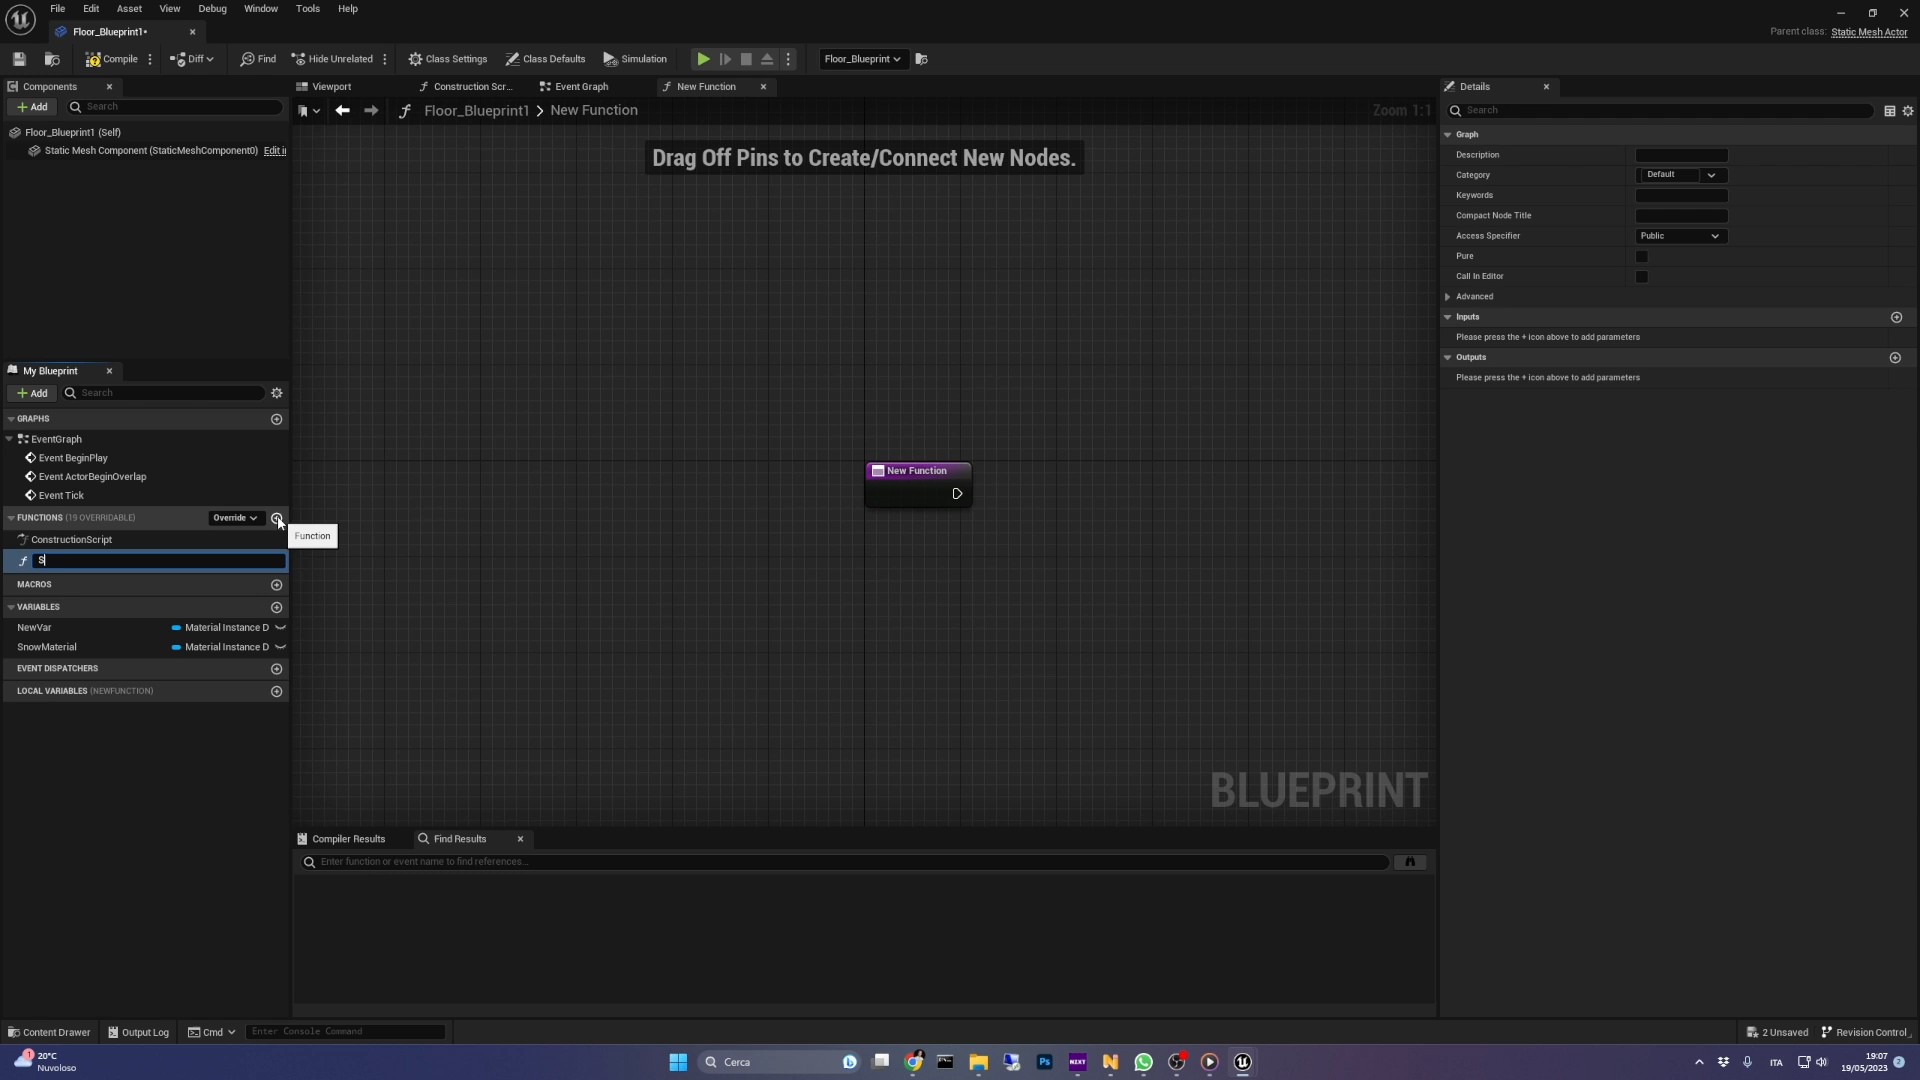 File Edit Asset View Debug Window Tools Help
Floor_Blueprint1•
Parent class: Static Mesh Actor
Compile Diff Find Hide Unrelated Class Settings Class Defaults Simulation Floor_Blueprint
Components
Add Search
Floor_Blueprint1 (Self)
Static Mesh Component (StaticMeshComponent0) Edit i
Viewport Construction Scr... Event Graph New Function
Floor_Blueprint1 > New Function
Zoom 1:1
Drag Off Pins to Create/Connect New Nodes.
New Function
BLUEPRINT
My Blueprint
Add Search
GRAPHS
EventGraph
Event BeginPlay
Event ActorBeginOverlap
Event Tick
FUNCTIONS (19 OVERRIDABLE) Override
Function
ConstructionScript
S
MACROS
VARIABLES
NewVar Material Instance D
SnowMaterial Material Instance D
EVENT DISPATCHERS
LOCAL VARIABLES (NEWFUNCTION)
Compiler Results Find Results
Enter function or event name to find references...
Details
Search
Graph
Description
Category Default
Keywords
Compact Node Title
Access Specifier Public
Pure
Call In Editor
Advanced
Inputs
Please press the + icon above to add parameters
Outputs
Please press the + icon above to add parameters
Content Drawer Output Log Cmd Enter Console Command
2 Unsaved Revision Control
1
20°C
Nuvoloso
Cerca
Ps
NZXT
ITA
19:07
19/05/2023
2